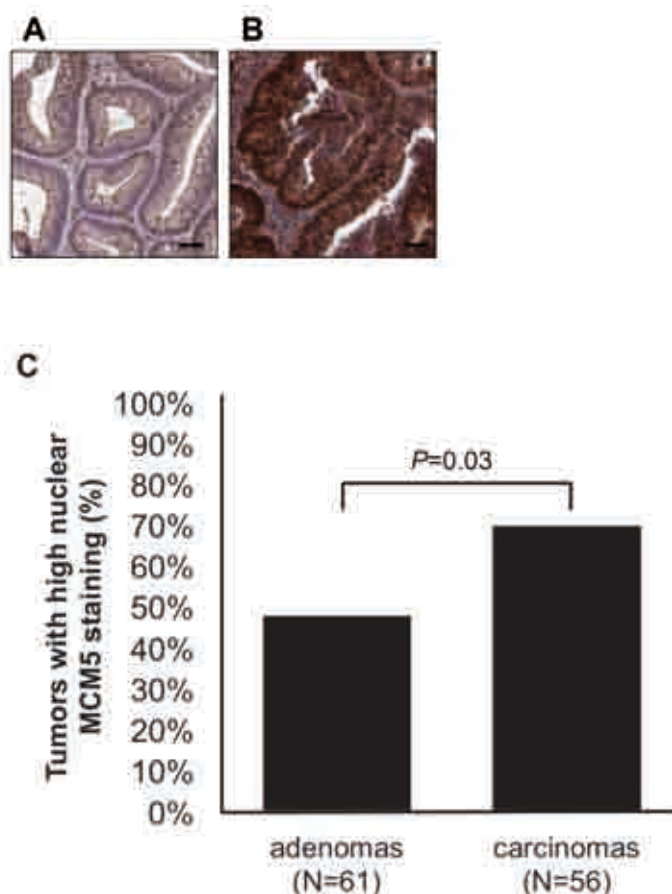 A
B
C
Tumors with high nuclear
MCM5 staining (%)
100%
90%
80%
70%
60%
50%
40%
30%
20%
10%
0%
P=0.03
adenomas
(N=61)
carcinomas
(N=56)